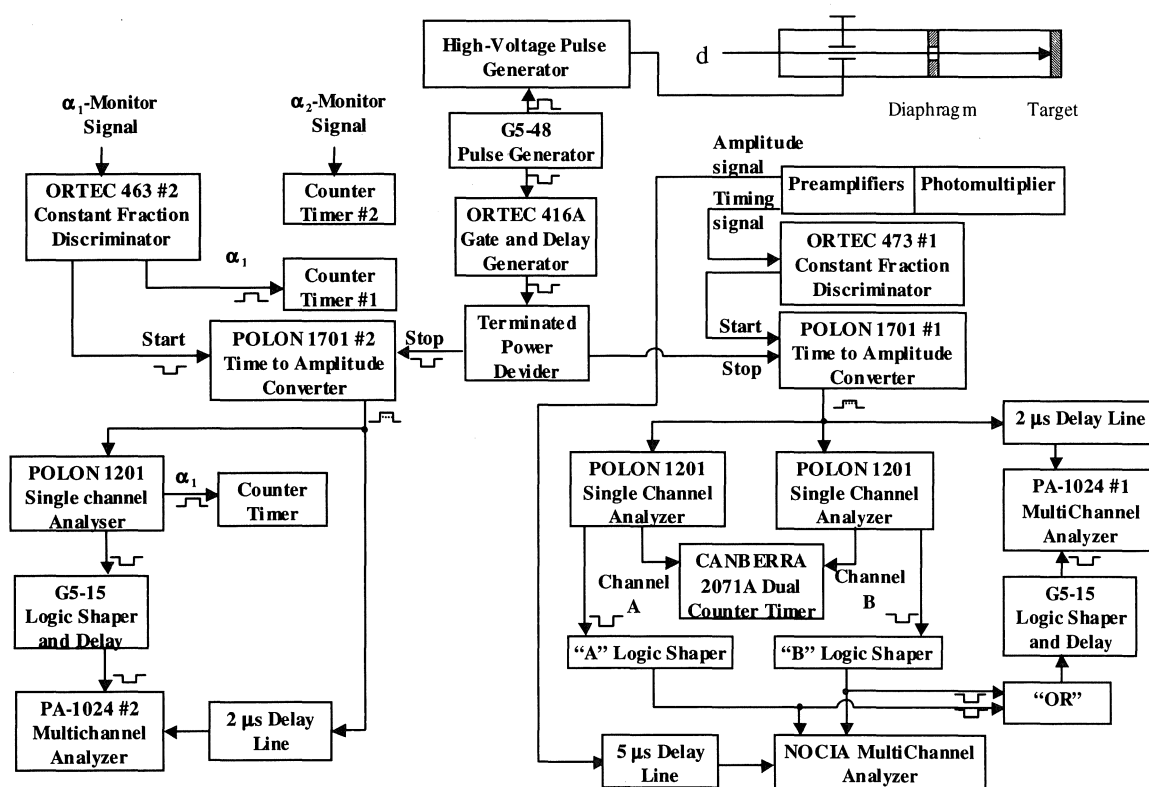 High-Voltage Pulse
Generator
d
Diaphragm
Target
α1-Monitor
Signal
α2-Monitor
Signal
G5-48
Pulse Generator
Amplitude
signal
Preamplifiers
Photomultiplier
ORTEC 463 #2
Constant Fraction
Discriminator
Counter
Timer #2
ORTEC 416A
Gate and Delay
Generator
Timing
signal
ORTEC 473 #1
Constant Fraction
Discriminator
α1
Counter
Timer #1
Start
POLON 1701 #2
Time to Amplitude
Converter
Stop
Terminated
Power
Devider
Start
Stop
POLON 1701 #1
Time to Amplitude
Converter
2 μs Delay Line
POLON 1201
Single channel
Analyser
α1
Counter
Timer
POLON 1201
Single Channel
Analyzer
POLON 1201
Single Channel
Analyzer
PA-1024 #1
MultiChannel
Analyzer
Channel
A
CANBERRA
2071A Dual
Counter Timer
Channel
B
G5-15
Logic Shaper
and Delay
G5-15
Logic Shaper
and Delay
“A” Logic Shaper
“B” Logic Shaper
“OR”
PA-1024 #2
Multichannel
Analyzer
2 μs Delay
Line
5 μs Delay
Line
NOCIA MultiChannel
Analyzer